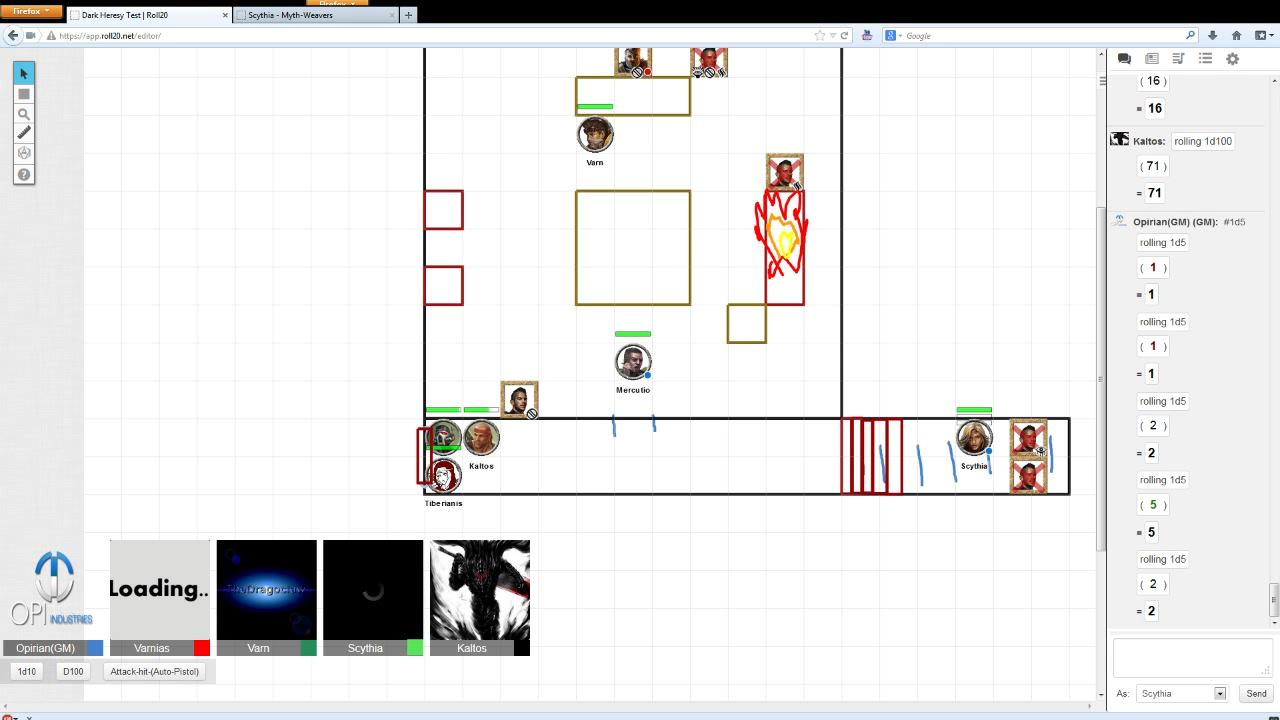 Firefox
Firefox
Dark Heresy Test | Roll20
Scythia - Myth-Weavers
https://app.roll20.net/editor/
Google
( 16 )
= 16
Kaltos: rolling 1d100
( 71 )
= 71
Opirian(GM) (GM): #1d5
rolling 1d5
( 1 )
= 1
rolling 1d5
( 1 )
= 1
rolling 1d5
( 2 )
= 2
rolling 1d5
( 5 )
= 5
rolling 1d5
( 2 )
= 2
As: Scythia
Send
Varn
Mercutio
Kaltos
Scythia
Tiberianis
OPI INDUSTRIES
Loading..
Opirian(GM)
Varnias
Varn
Scythia
Kaltos
1d10
D100
Attack-hit-(Auto-Pistol)